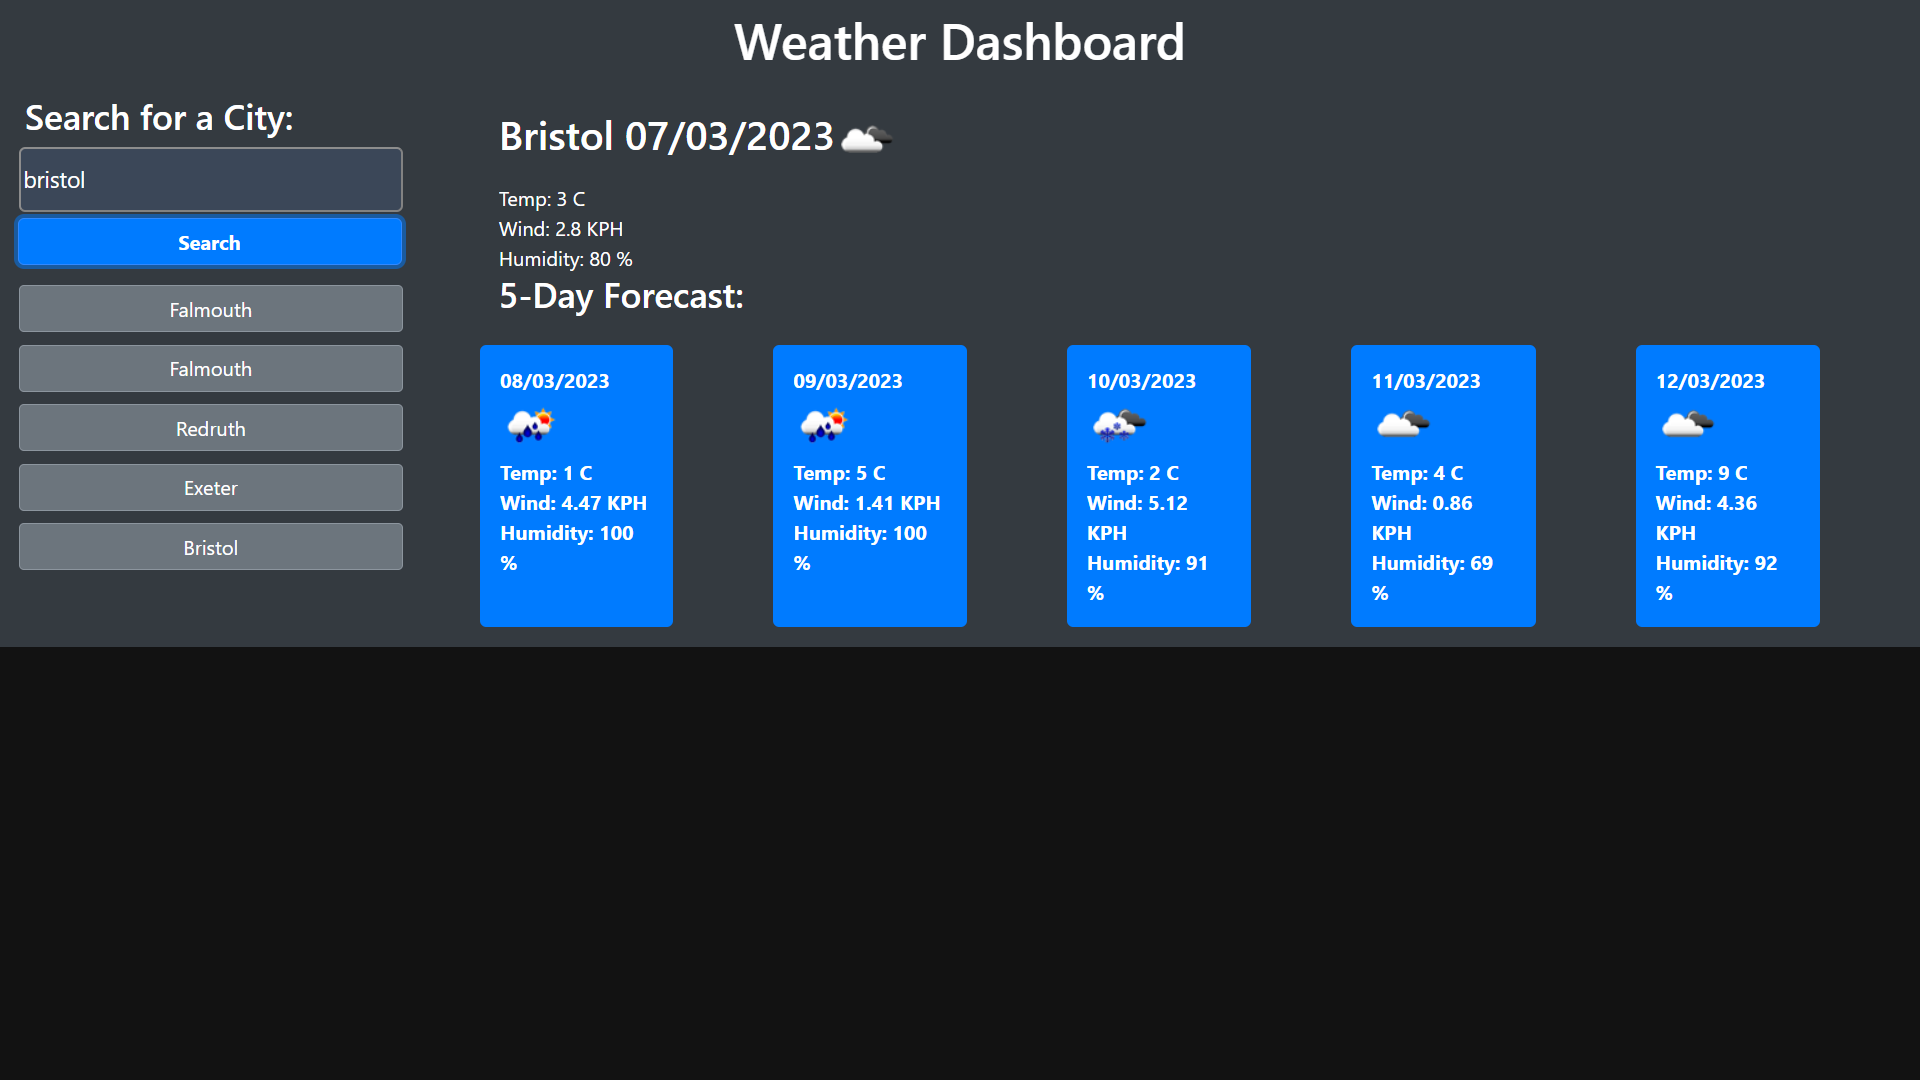 Weather Dashboard
Search for a City:
bristol
Search
Falmouth
Falmouth
Redruth
Exeter
Bristol
Bristol 07/03/2023
Temp: 3 C
Wind: 2.8 KPH
Humidity: 80 %
5-Day Forecast:
08/03/2023
Temp: 1 C
Wind: 4.47 KPH
Humidity: 100
%
09/03/2023
Temp: 5 C
Wind: 1.41 KPH
Humidity: 100
%
10/03/2023
Temp: 2 C
Wind: 5.12
KPH
Humidity: 91
%
11/03/2023
Temp: 4 C
Wind: 0.86
KPH
Humidity: 69
%
12/03/2023
Temp: 9 C
Wind: 4.36
KPH
Humidity: 92
%